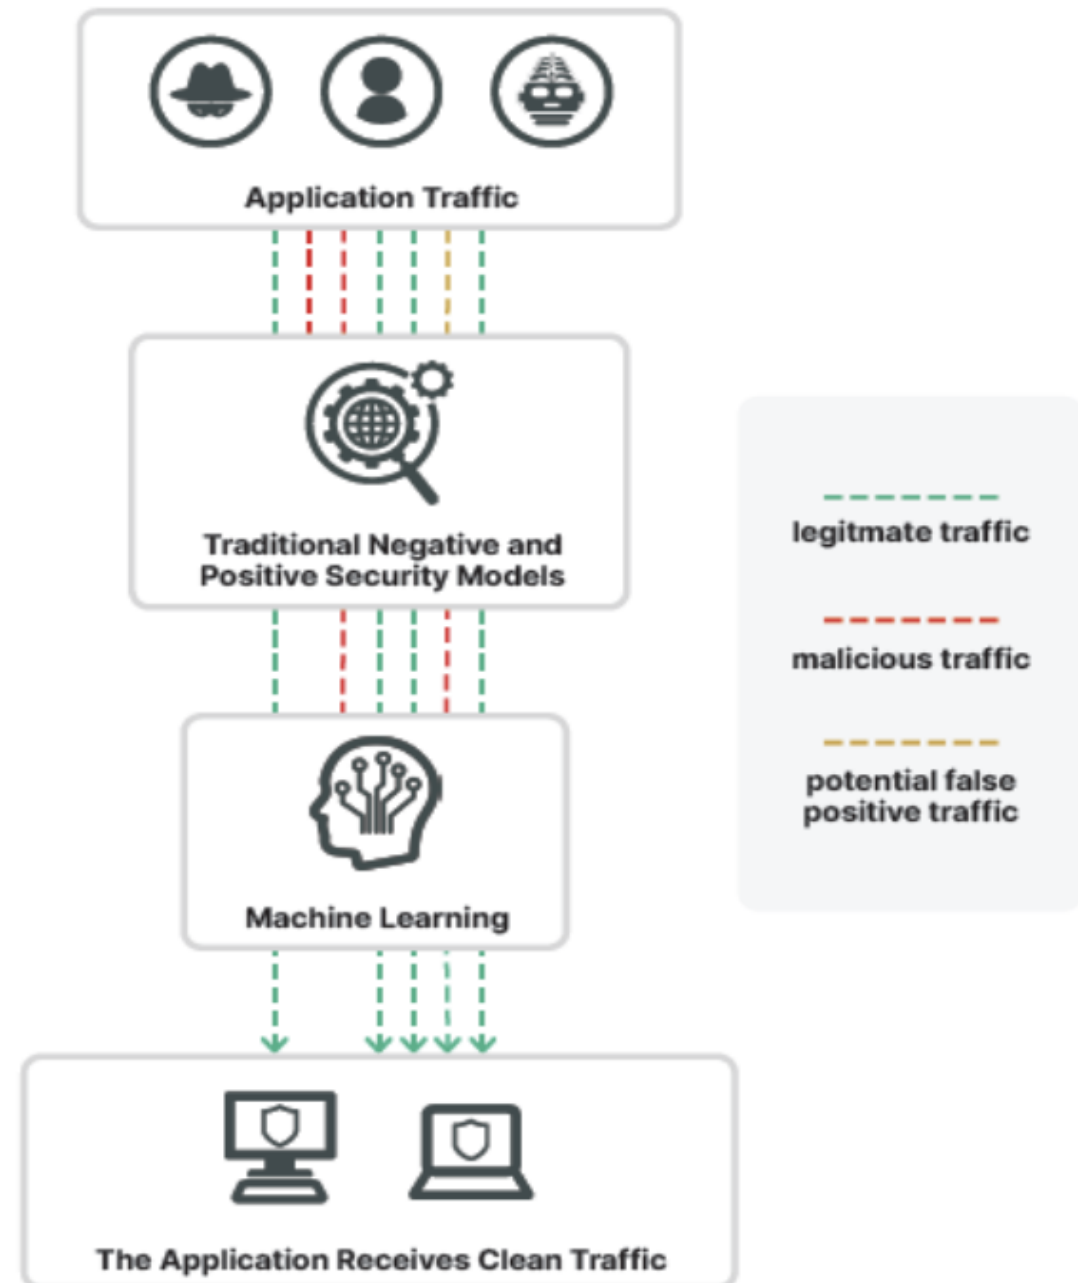 Application Traffic
Traditional Negative and
Positive Security Models
legitmate traffic
malicious traffic
potential false
positive traffic
Machine Learning
The Application Receives Clean Traffic